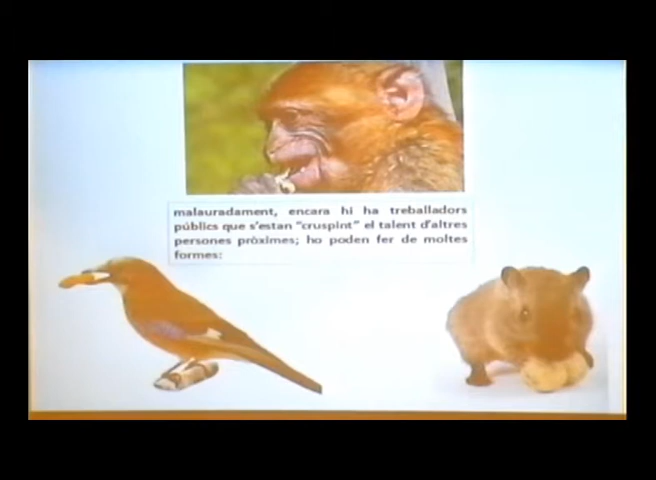 malauradament, encara hi ha treballadors
públics que s'estan "cruspint" el talent d'altres
persones pròximes; ho poden fer de moltes
formes: